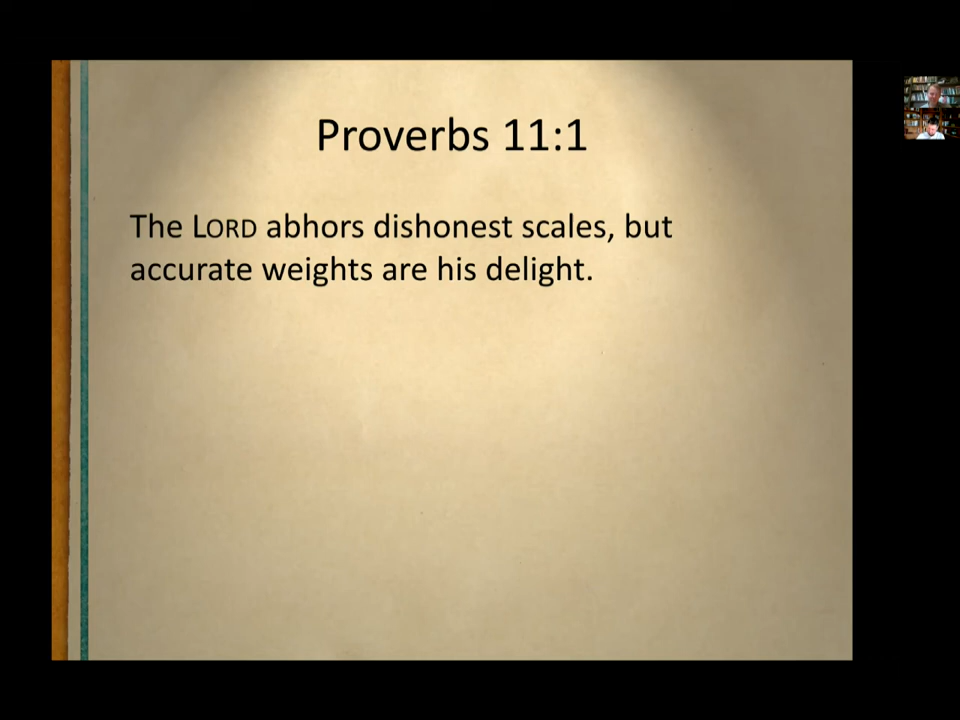 Proverbs 11:1
The LORD abhors dishonest scales, but
accurate weights are his delight.